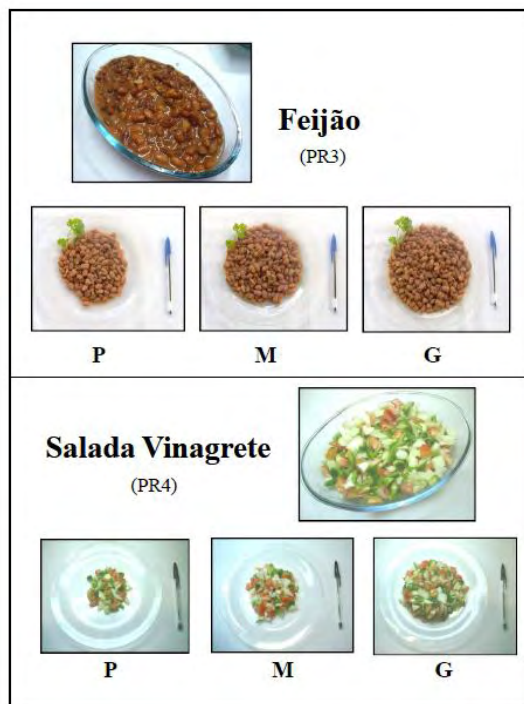 Feijão
(PR3)
P M G
Salada Vinagrete
(PR4)
P M G